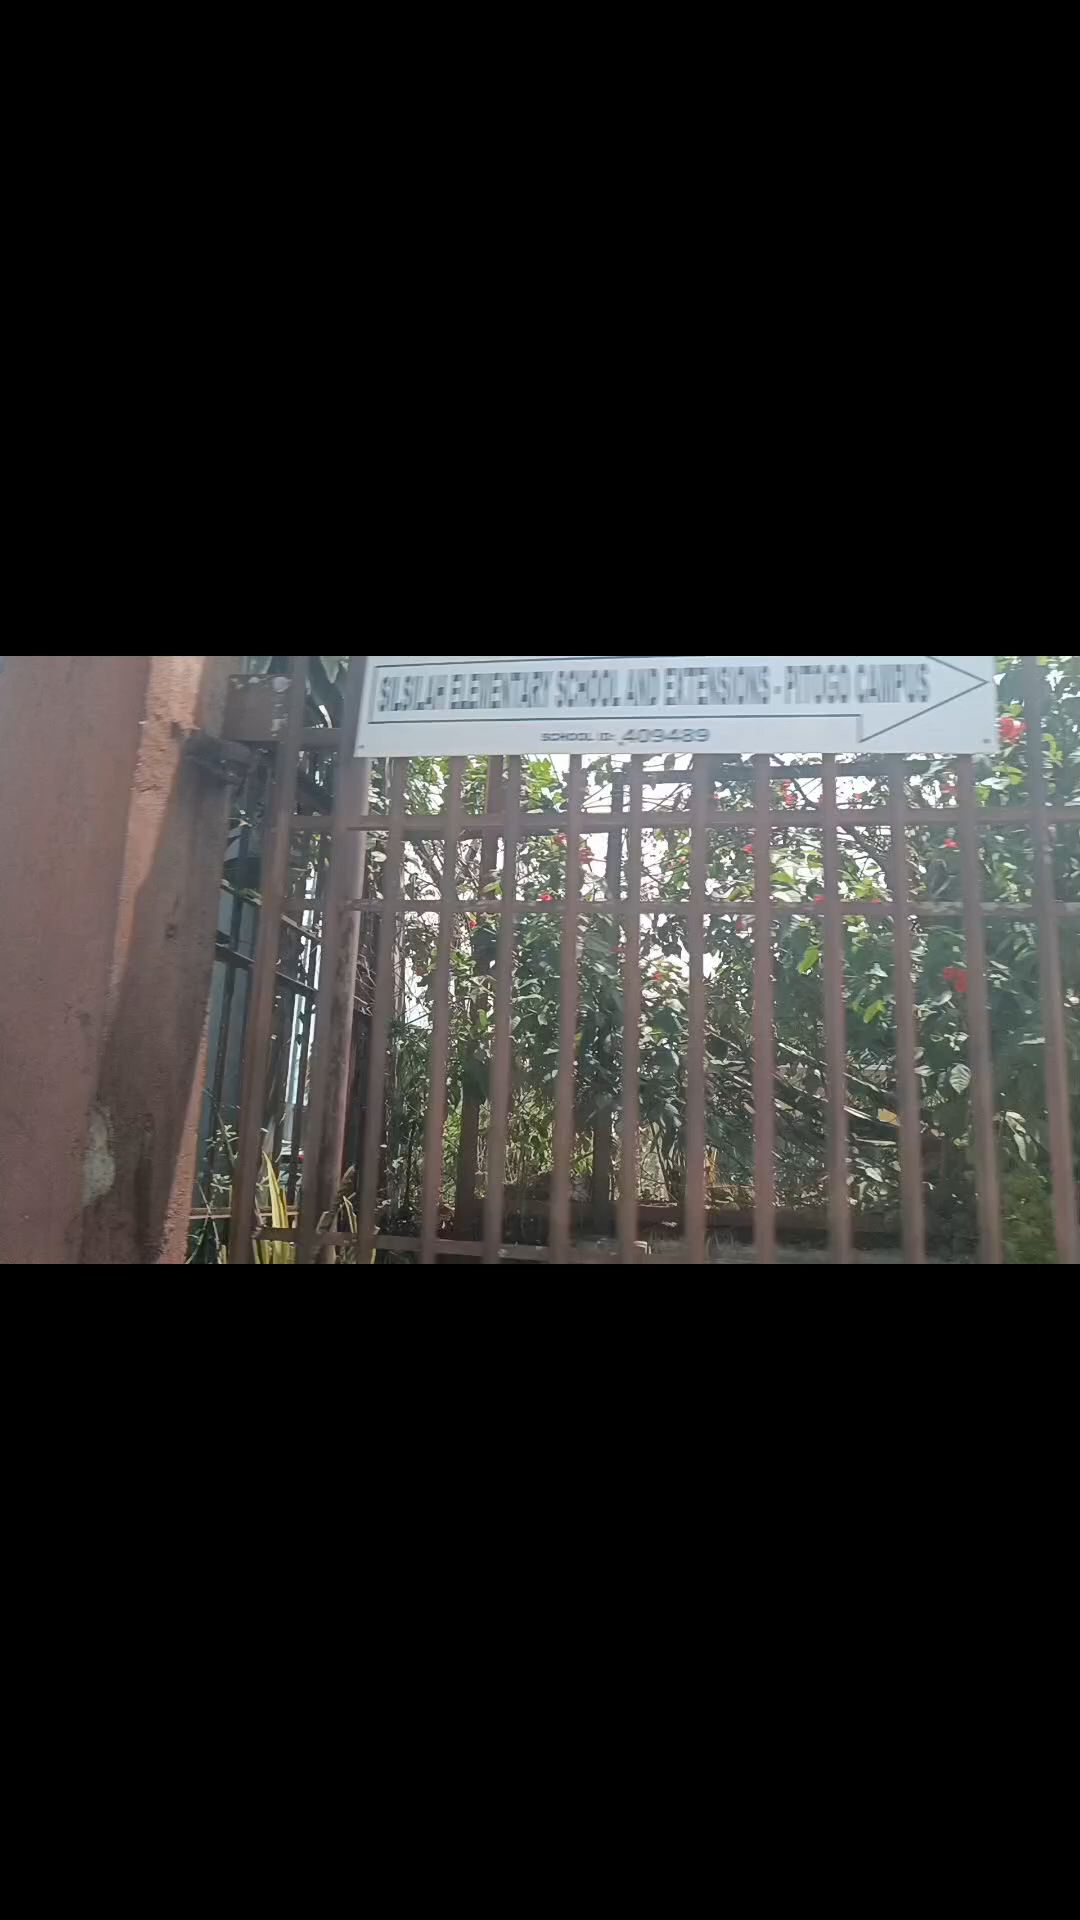 SILSILAH ELEMENTARY SCHOOL AND EXTENSIONS - PITOGO CAMPUS
SCHOOL ID: 409489